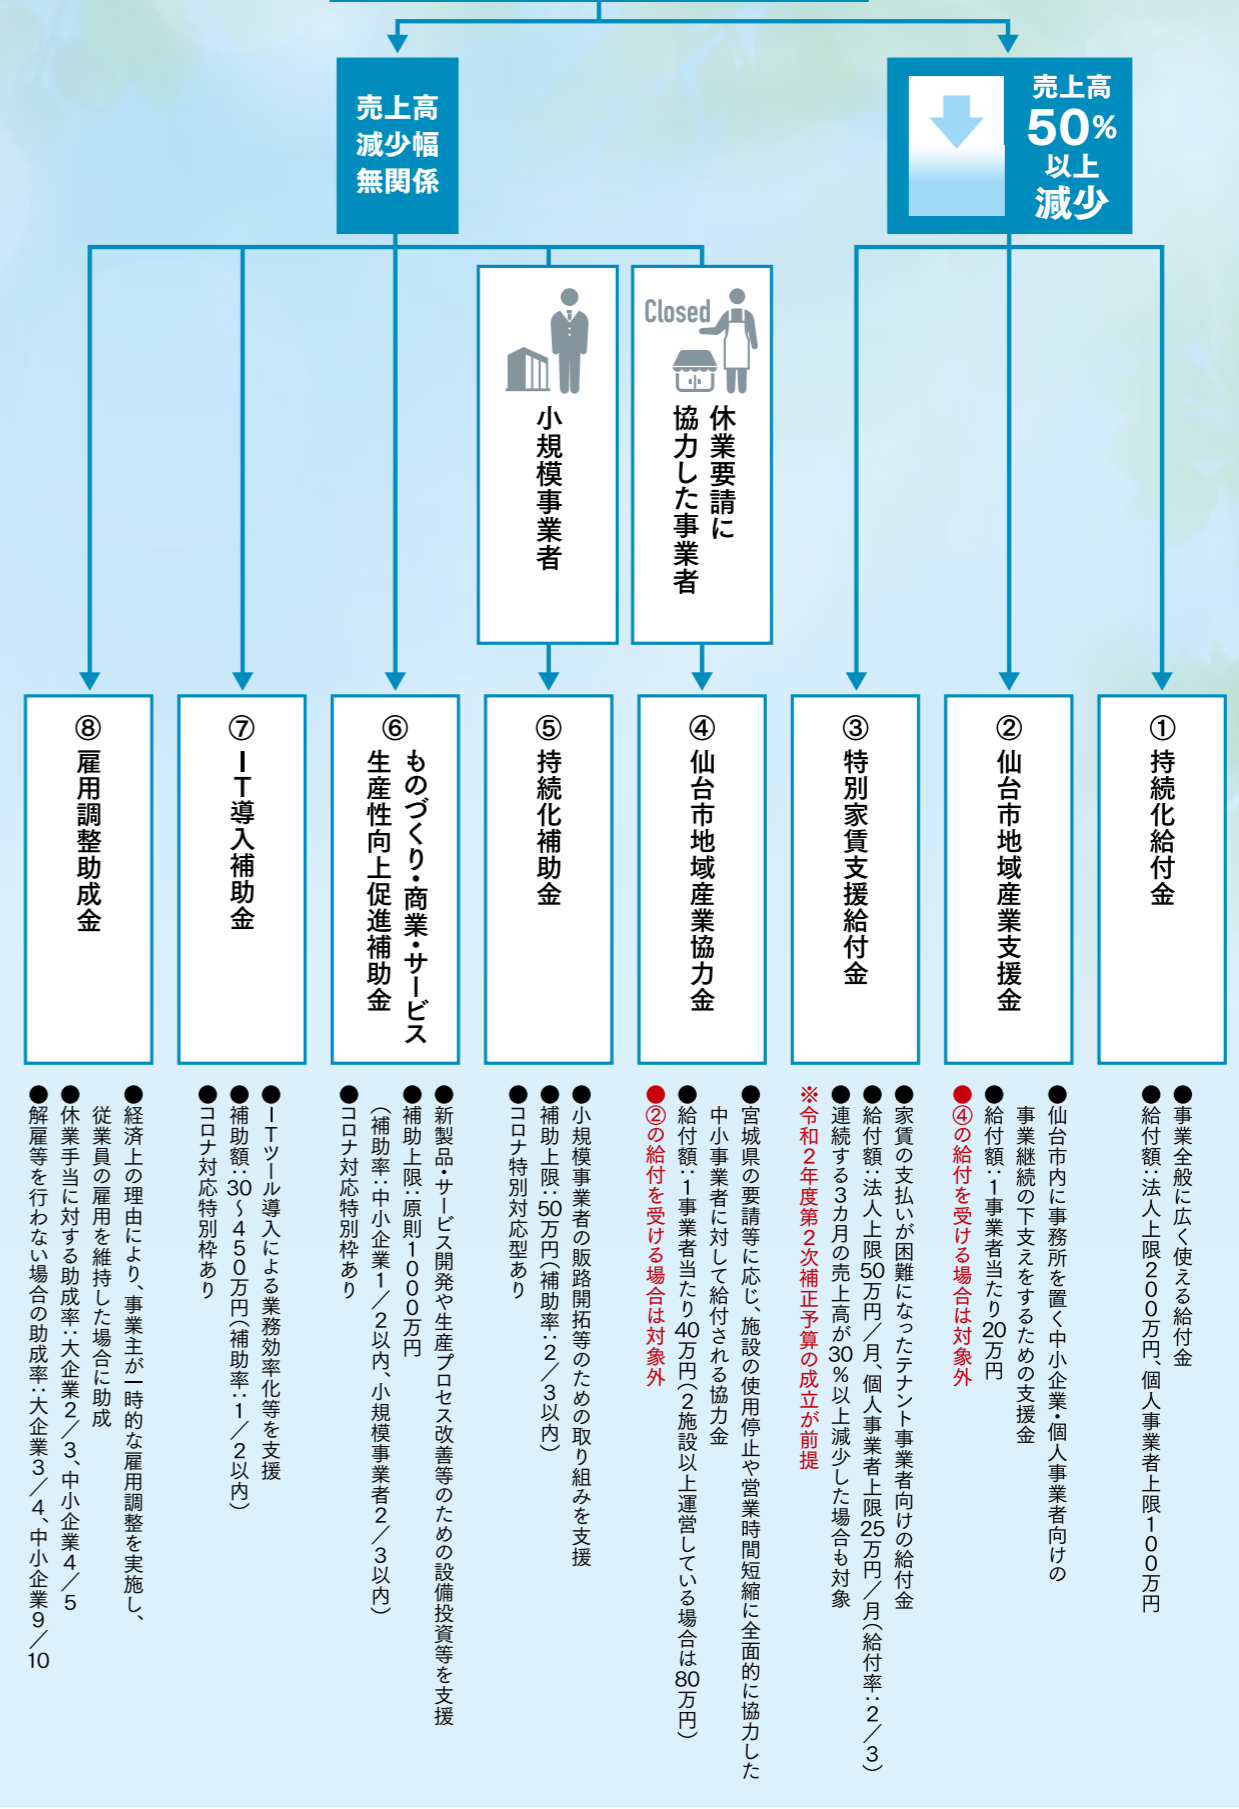 売上高
50%
以上
減少
売上高
減少幅
無関係
Closed
休業要請に
協力した事業者
小規模事業者
①持続化給付金
②仙台市地域産業支援金
③特別家賃支援給付金
④仙台市地域産業協力金
⑤持続化補助金
⑥ものづくり・商業・サービス
生産性向上促進補助金
⑦IT導入補助金
⑧雇用調整助成金
●事業全般に広く使える給付金
●給付額：法人上限200万円、個人事業者上限100万円
●仙台市内に事務所を置く中小企業・個人事業者向けの
事業継続の下支えをするための支援金
●給付額：1事業者当たり20万円
●④の給付を受ける場合は対象外
●家賃の支払いが困難になったテナント事業者向けの給付金
●給付額：法人上限50万円／月、個人事業者上限25万円／月（給付率：2／3）
●連続する3カ月の売上高が30%以上減少した場合も対象
※令和2年度第2次補正予算の成立が前提
●宮城県の要請等に応じ、施設の使用停止や営業時間短縮に全面的に協力した
中小事業者に対して給付される協力金
●給付額：1事業者当たり40万円（2施設以上運営している場合は80万円）
●②の給付を受ける場合は対象外
●小規模事業者の販路開拓等のための取り組みを支援
●補助上限：50万円（補助率：2／3以内）
●コロナ特別対応型あり
●新製品・サービス開発や生産プロセス改善等のための設備投資等を支援
●補助上限：原則1000万円
（補助率：中小企業1／2以内、小規模事業者2／3以内）
●コロナ対応特別枠あり
●ITツール導入による業務効率化等を支援
●補助額：30〜450万円（補助率：1／2以内）
●コロナ対応特別枠あり
●経済上の理由により、事業主が一時的な雇用調整を実施し、
従業員の雇用を維持した場合に助成
●休業手当に対する助成率：大企業2／3、中小企業4／5
●解雇等を行わない場合の助成率：大企業3／4、中小企業9／10